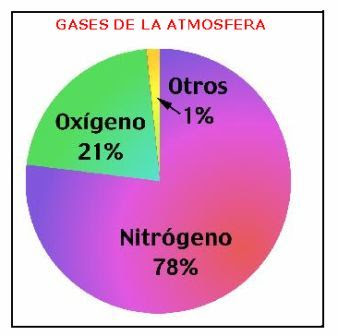 GASES DE LA ATMOSFERA
Otros
1%
Oxígeno
21%
Nitrógeno
78%